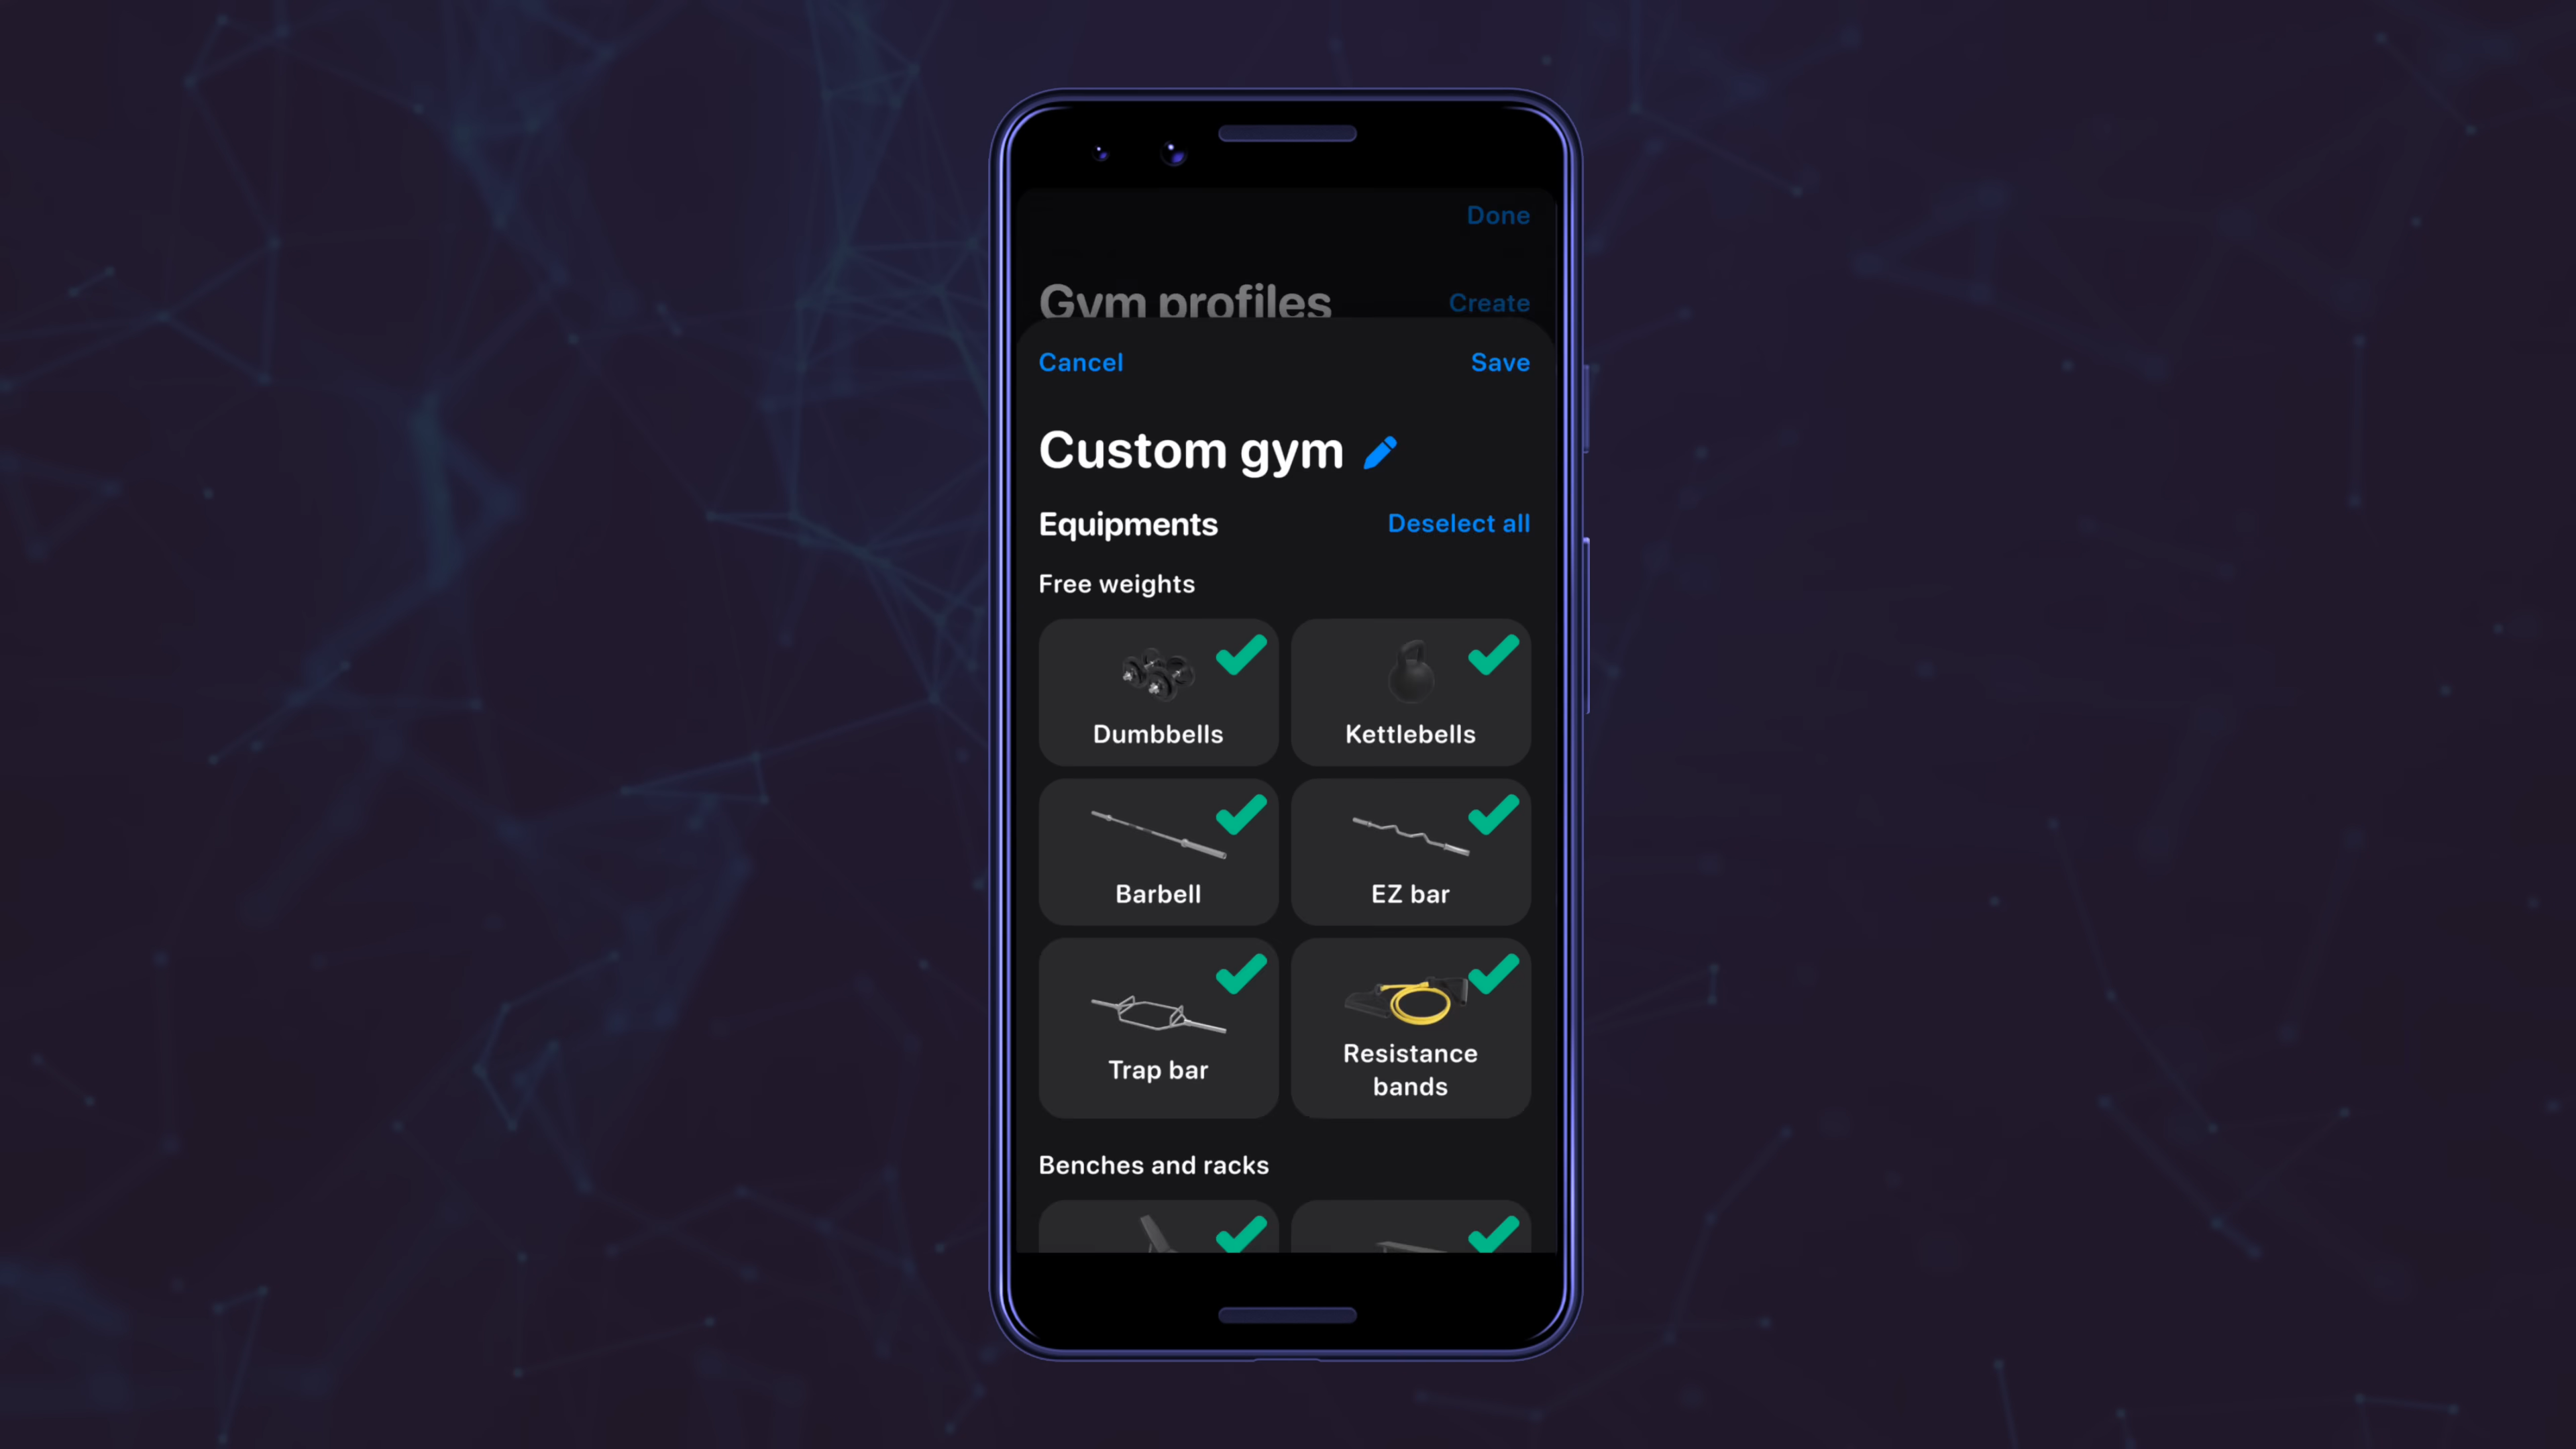 Done
Gym profiles
Create
Cancel
Save
Custom gym
Equipments
Deselect all
Free weights
Dumbbells
Kettlebells
Barbell
EZ bar
Trap bar
Resistance
bands
Benches and racks